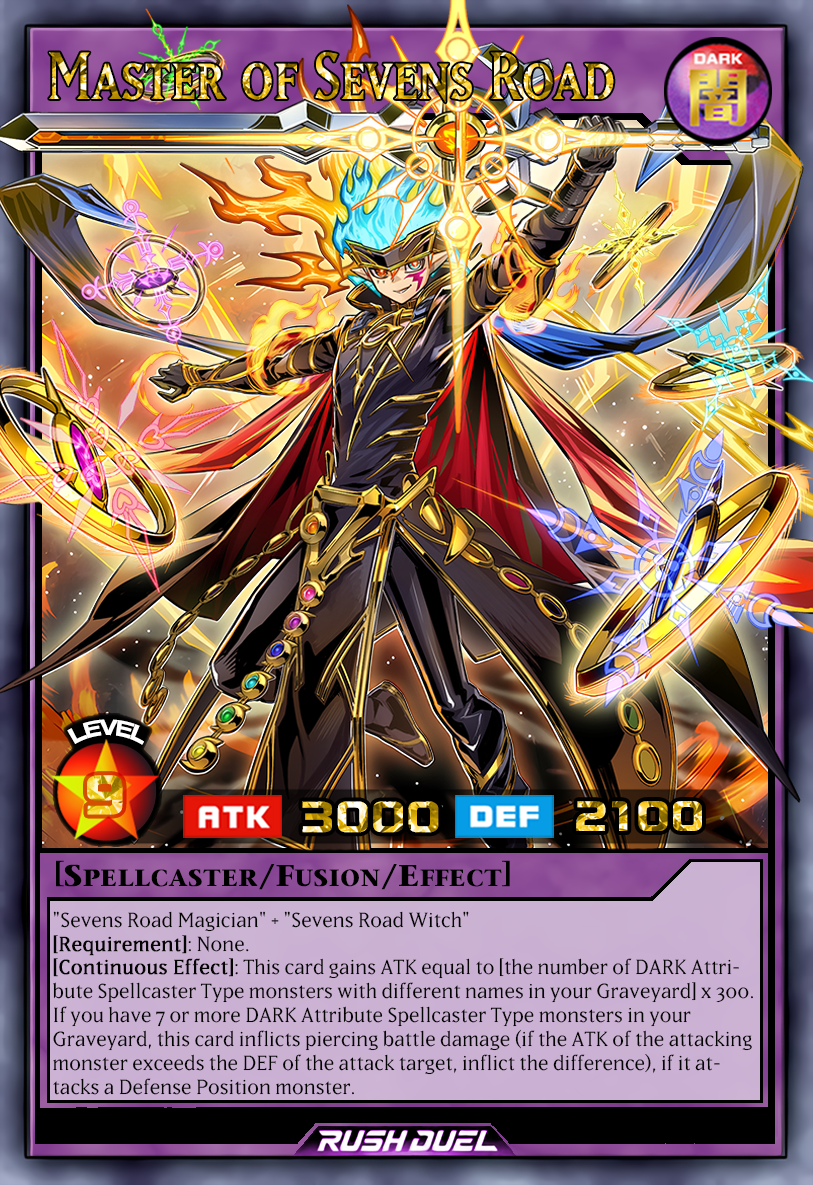 Master of Sevens Road
DARK
闇
LEVEL
9
ATK 3000 DEF 2100
[Spellcaster/Fusion/Effect]
"Sevens Road Magician" + "Sevens Road Witch"
[Requirement]: None.
[Continuous Effect]: This card gains ATK equal to [the number of DARK Attri-
bute Spellcaster Type monsters with different names in your Graveyard] x 300.
If you have 7 or more DARK Attribute Spellcaster Type monsters in your
Graveyard, this card inflicts piercing battle damage (if the ATK of the attacking
monster exceeds the DEF of the attack target, inflict the difference), if it at-
tacks a Defense Position monster.
RUSH DUEL